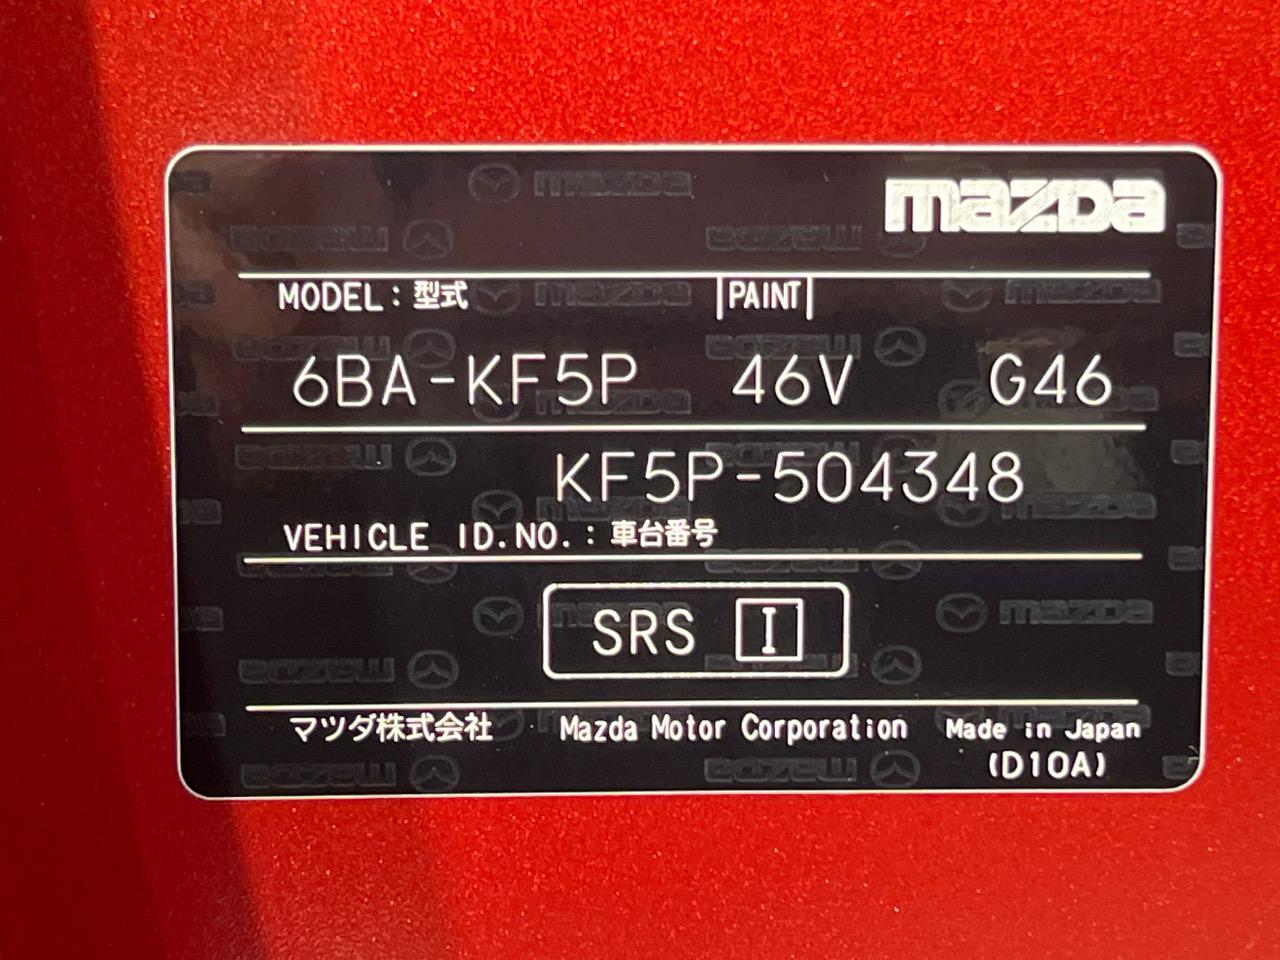 mazda
MODEL : 型式 PAINT
6BA-KF5P 46V G46
KF5P-504348
VEHICLE ID.NO. : 車台番号
SRS I
マツダ株式会社 Mazda Motor Corporation Made in Japan
(D10A)